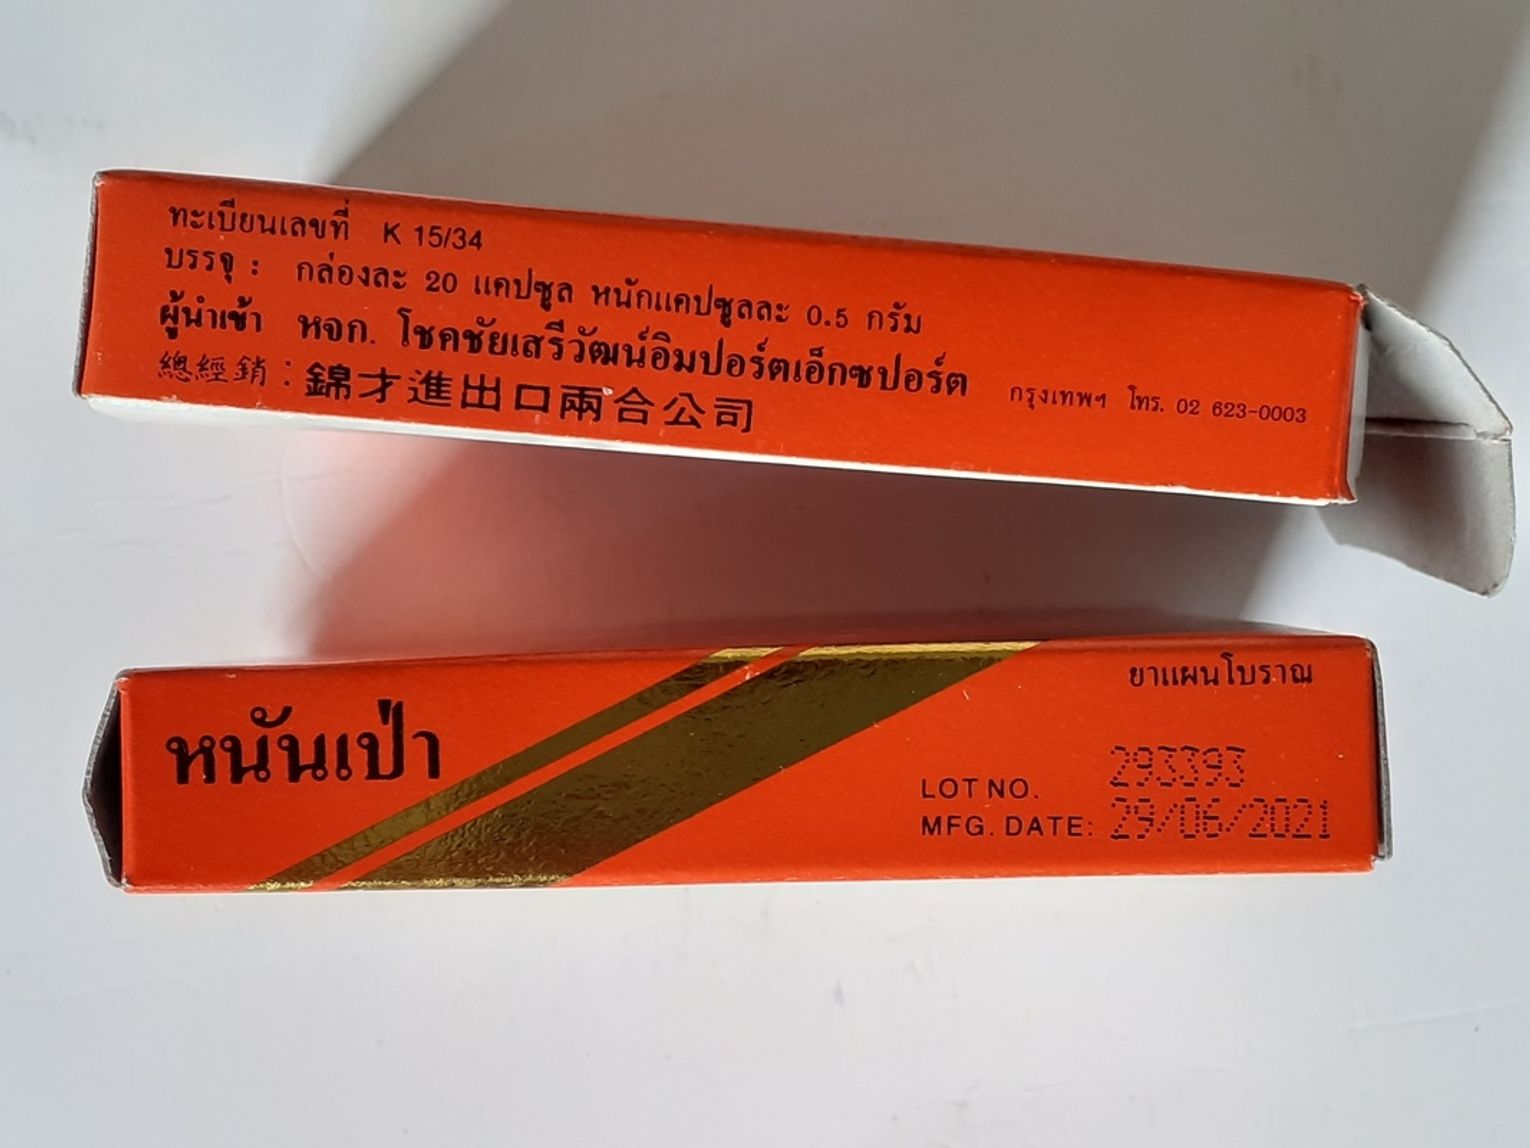 ทะเบียนเลขที่ K 15/34
บรรจุ : กล่องละ 20 แคปซูล หนักแคปซูลละ 0.5 กรัม
ผู้นำเข้า หจก. โชคชัยเสรีวัฒน์อิมปอร์ตเอ็กซปอร์ต กรุงเทพฯ โทร. 02 623-0003
總經銷 : 錦才進出口兩合公司
หนันเป่า
ยาแผนโบราณ
LOT NO. 293393
MFG. DATE: 29/06/2021